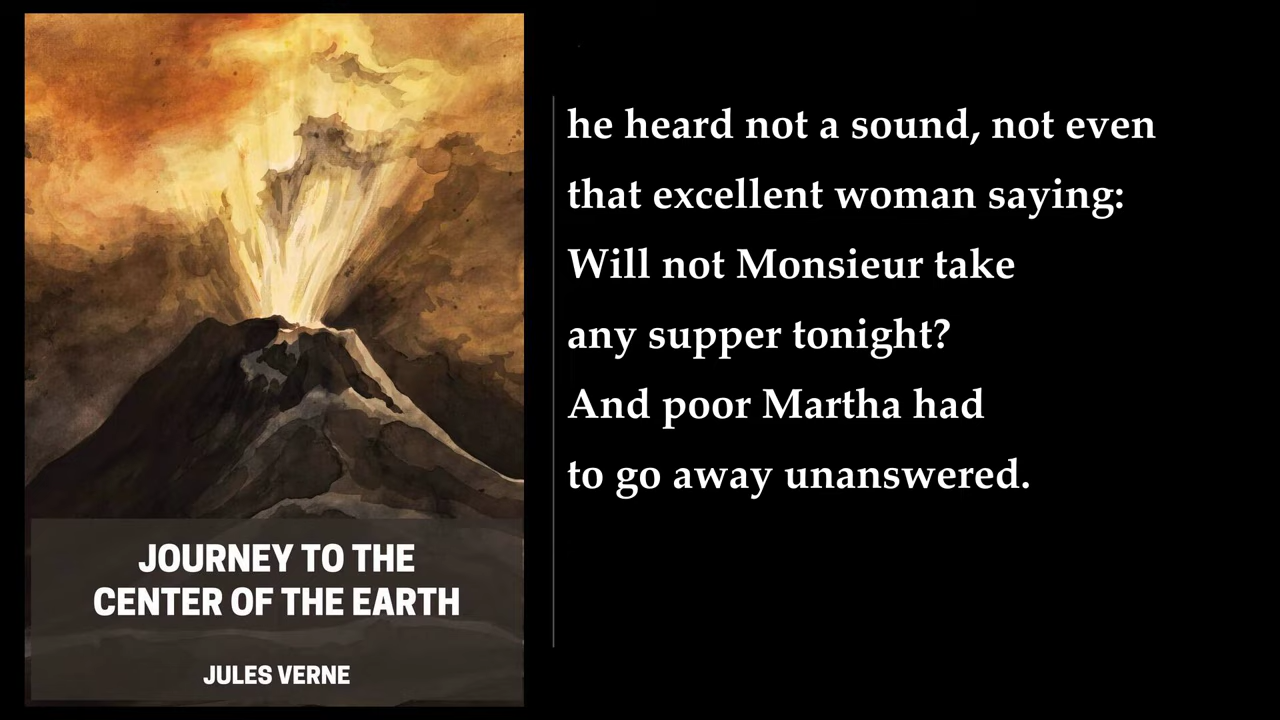 he heard not a sound, not even
that excellent woman saying:
Will not Monsieur take
any supper tonight?
And poor Martha had
to go away unanswered.
JOURNEY TO THE
CENTER OF THE EARTH
JULES VERNE